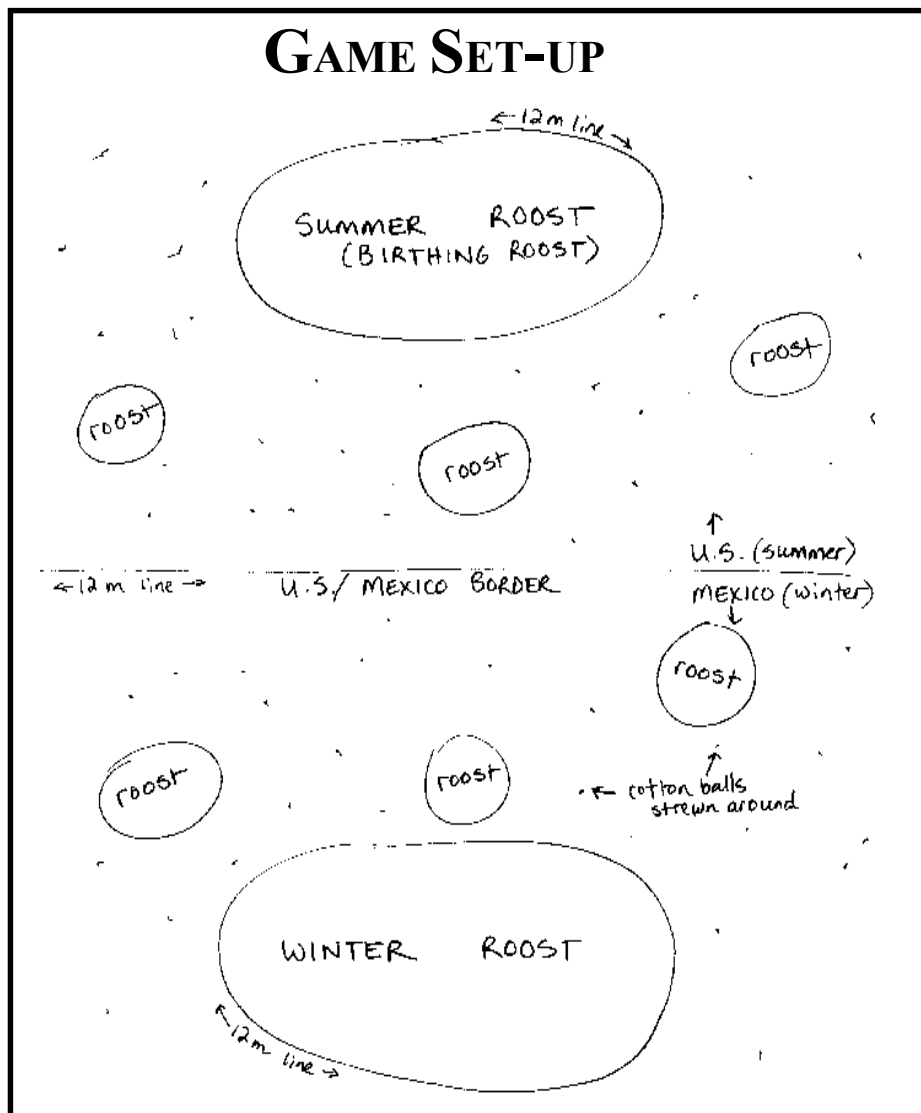 GAME SET-UP
←12m line→
SUMMER ROOST
(BIRTHING ROOST)
roost
roost
roost
↑
U.S. (summer)
←12m line→
U.S./MEXICO BORDER
MEXICO (winter)
↓
roost
roost
roost
↑
←cotton balls
strewn around
WINTER ROOST
←12m line→